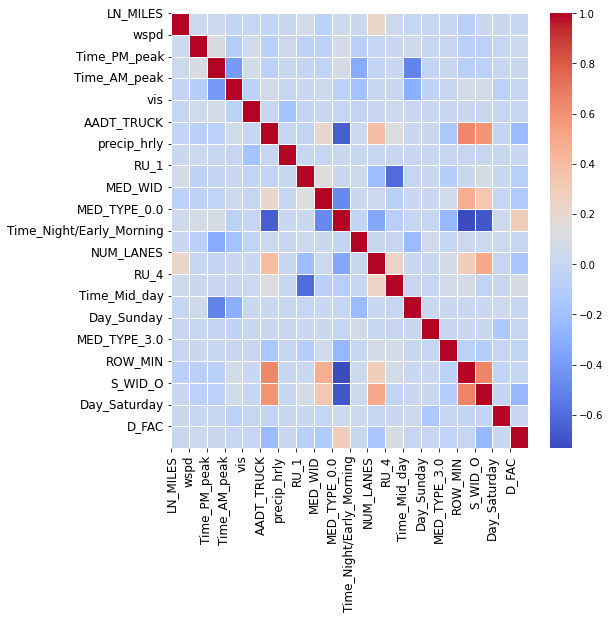 LN_MILES
wspd
Time_PM_peak
Time_AM_peak
vis
AADT_TRUCK
precip_hrly
RU_1
MED_WID
MED_TYPE_0.0
Time_Night/Early_Morning
NUM_LANES
RU_4
Time_Mid_day
Day_Sunday
MED_TYPE_3.0
ROW_MIN
S_WID_O
Day_Saturday
D_FAC
LN_MILES
wspd
Time_PM_peak
Time_AM_peak
vis
AADT_TRUCK
precip_hrly
RU_1
MED_WID
MED_TYPE_0.0
Time_Night/Early_Morning
NUM_LANES
RU_4
Time_Mid_day
Day_Sunday
MED_TYPE_3.0
ROW_MIN
S_WID_O
Day_Saturday
D_FAC
1.0
0.8
0.6
0.4
0.2
0.0
−0.2
−0.4
−0.6